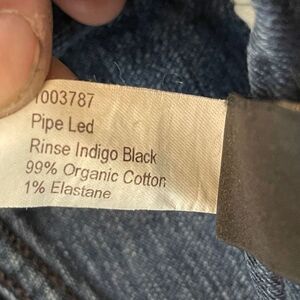 1003787
Pipe Led
Rinse Indigo Black
99% Organic Cotton
1% Elastane